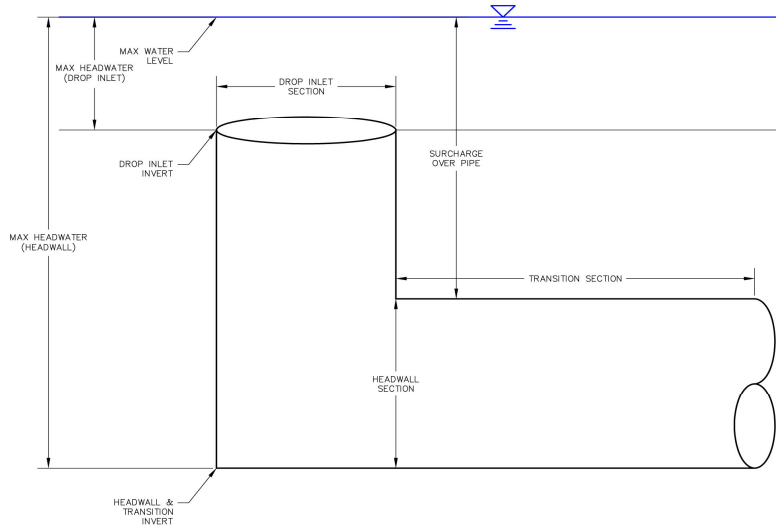 MAX WATER
LEVEL
MAX HEADWATER
(DROP INLET)
DROP INLET
SECTION
DROP INLET
INVERT
SURCHARGE
OVER PIPE
MAX HEADWATER
(HEADWALL)
TRANSITION SECTION
HEADWALL
SECTION
HEADWALL &
TRANSITION
INVERT